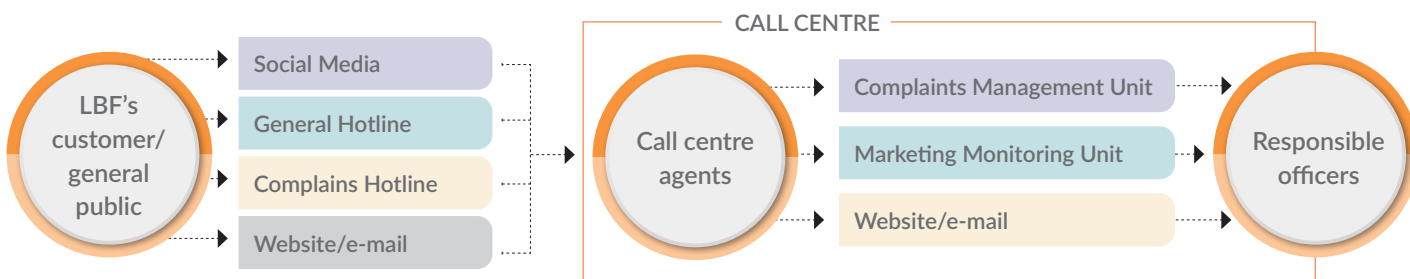 CALL CENTRE
LBF's
customer/
general
public
Social Media
General Hotline
Complains Hotline
Website/e-mail
Call centre
agents
Complaints Management Unit
Marketing Monitoring Unit
Website/e-mail
Responsible
officers